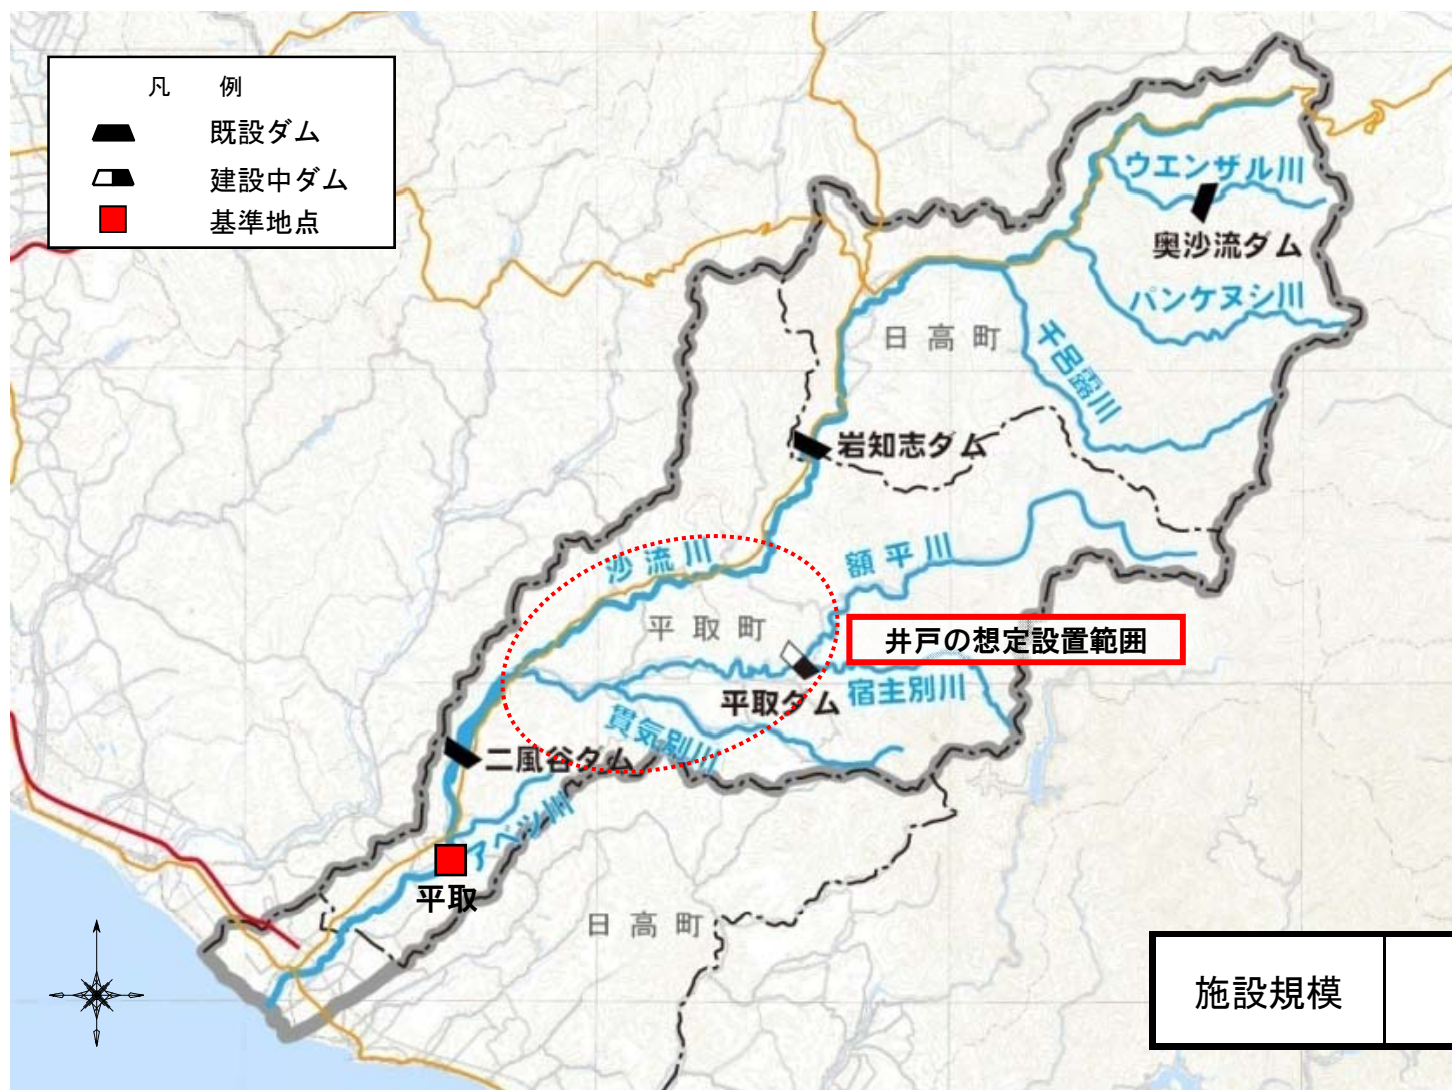 凡 例
既設ダム
建設中ダム
基準地点
ウエンザル川
奥沙流ダム
パンケヌシ川
日高町
千呂露川
岩知志ダム
沙流川
額平川
平取町
井戸の想定設置範囲
平取ダム
宿主別川
貫気別川
二風谷ダム
アベツ川
平取
日高町
施設規模